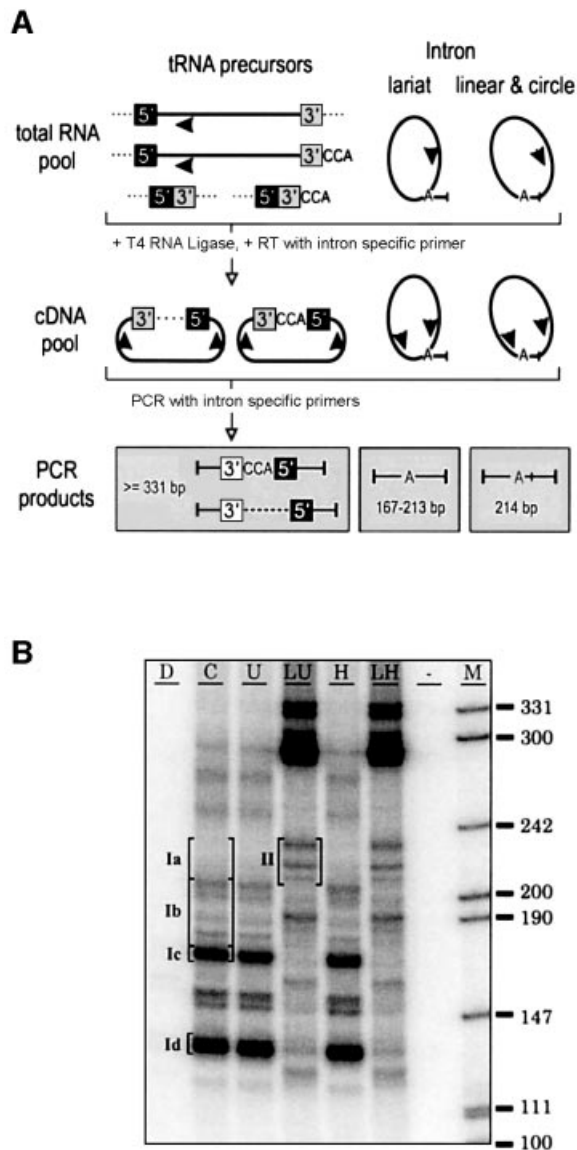 A
tRNA precursors
Intron
lariat linear & circle
total RNA pool
5' 3'
5' 3' CCA
5' 3' 5' 3' CCA
A A
+ T4 RNA Ligase, + RT with intron specific primer
cDNA pool
3' 5' 3' CCA 5'
A A
PCR with intron specific primers
PCR products
>= 331 bp
3' CCA 5'
3' 5'
A
167-213 bp
A
214 bp
B
D C U LU H LH - M
331
300
242
Ia II
200
Ib
190
Ic
147
Id
111
100